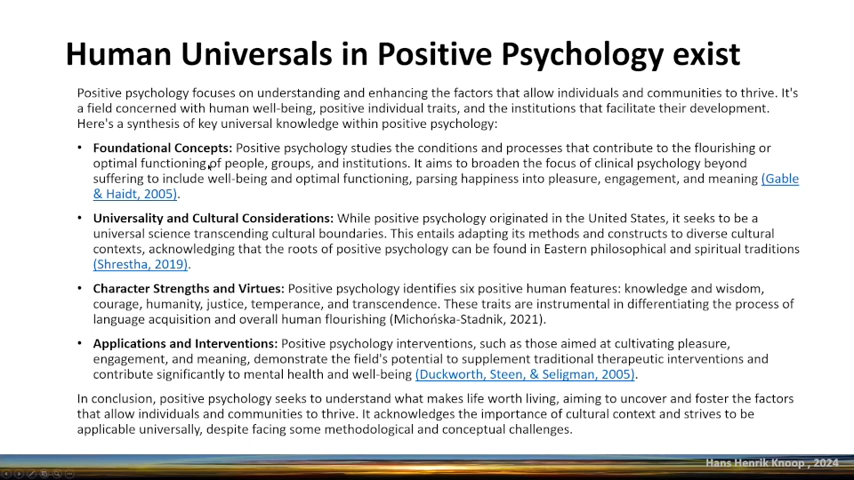 Human Universals in Positive Psychology exist
Positive psychology focuses on understanding and enhancing the factors that allow individuals and communities to thrive. It's
a field concerned with human well-being, positive individual traits, and the institutions that facilitate their development.
Here's a synthesis of key universal knowledge within positive psychology:
• Foundational Concepts: Positive psychology studies the conditions and processes that contribute to the flourishing or
optimal functioning of people, groups, and institutions. It aims to broaden the focus of clinical psychology beyond
suffering to include well-being and optimal functioning, parsing happiness into pleasure, engagement, and meaning (Gable
& Haidt, 2005).
• Universality and Cultural Considerations: While positive psychology originated in the United States, it seeks to be a
universal science transcending cultural boundaries. This entails adapting its methods and constructs to diverse cultural
contexts, acknowledging that the roots of positive psychology can be found in Eastern philosophical and spiritual traditions
(Shrestha, 2019).
• Character Strengths and Virtues: Positive psychology identifies six positive human features: knowledge and wisdom,
courage, humanity, justice, temperance, and transcendence. These traits are instrumental in differentiating the process of
language acquisition and overall human flourishing (Michońska-Stadnik, 2021).
• Applications and Interventions: Positive psychology interventions, such as those aimed at cultivating pleasure,
engagement, and meaning, demonstrate the field's potential to supplement traditional therapeutic interventions and
contribute significantly to mental health and well-being (Duckworth, Steen, & Seligman, 2005).
In conclusion, positive psychology seeks to understand what makes life worth living, aiming to uncover and foster the factors
that allow individuals and communities to thrive. It acknowledges the importance of cultural context and strives to be
applicable universally, despite facing some methodological and conceptual challenges.
Hans Henrik Knoop, 2024